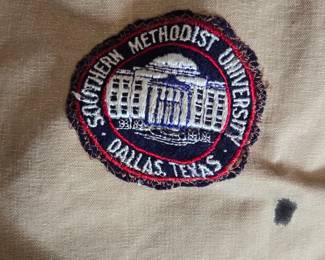 · SOUTHERN METHODIST UNIVERSITY ·
DALLAS, TEXAS